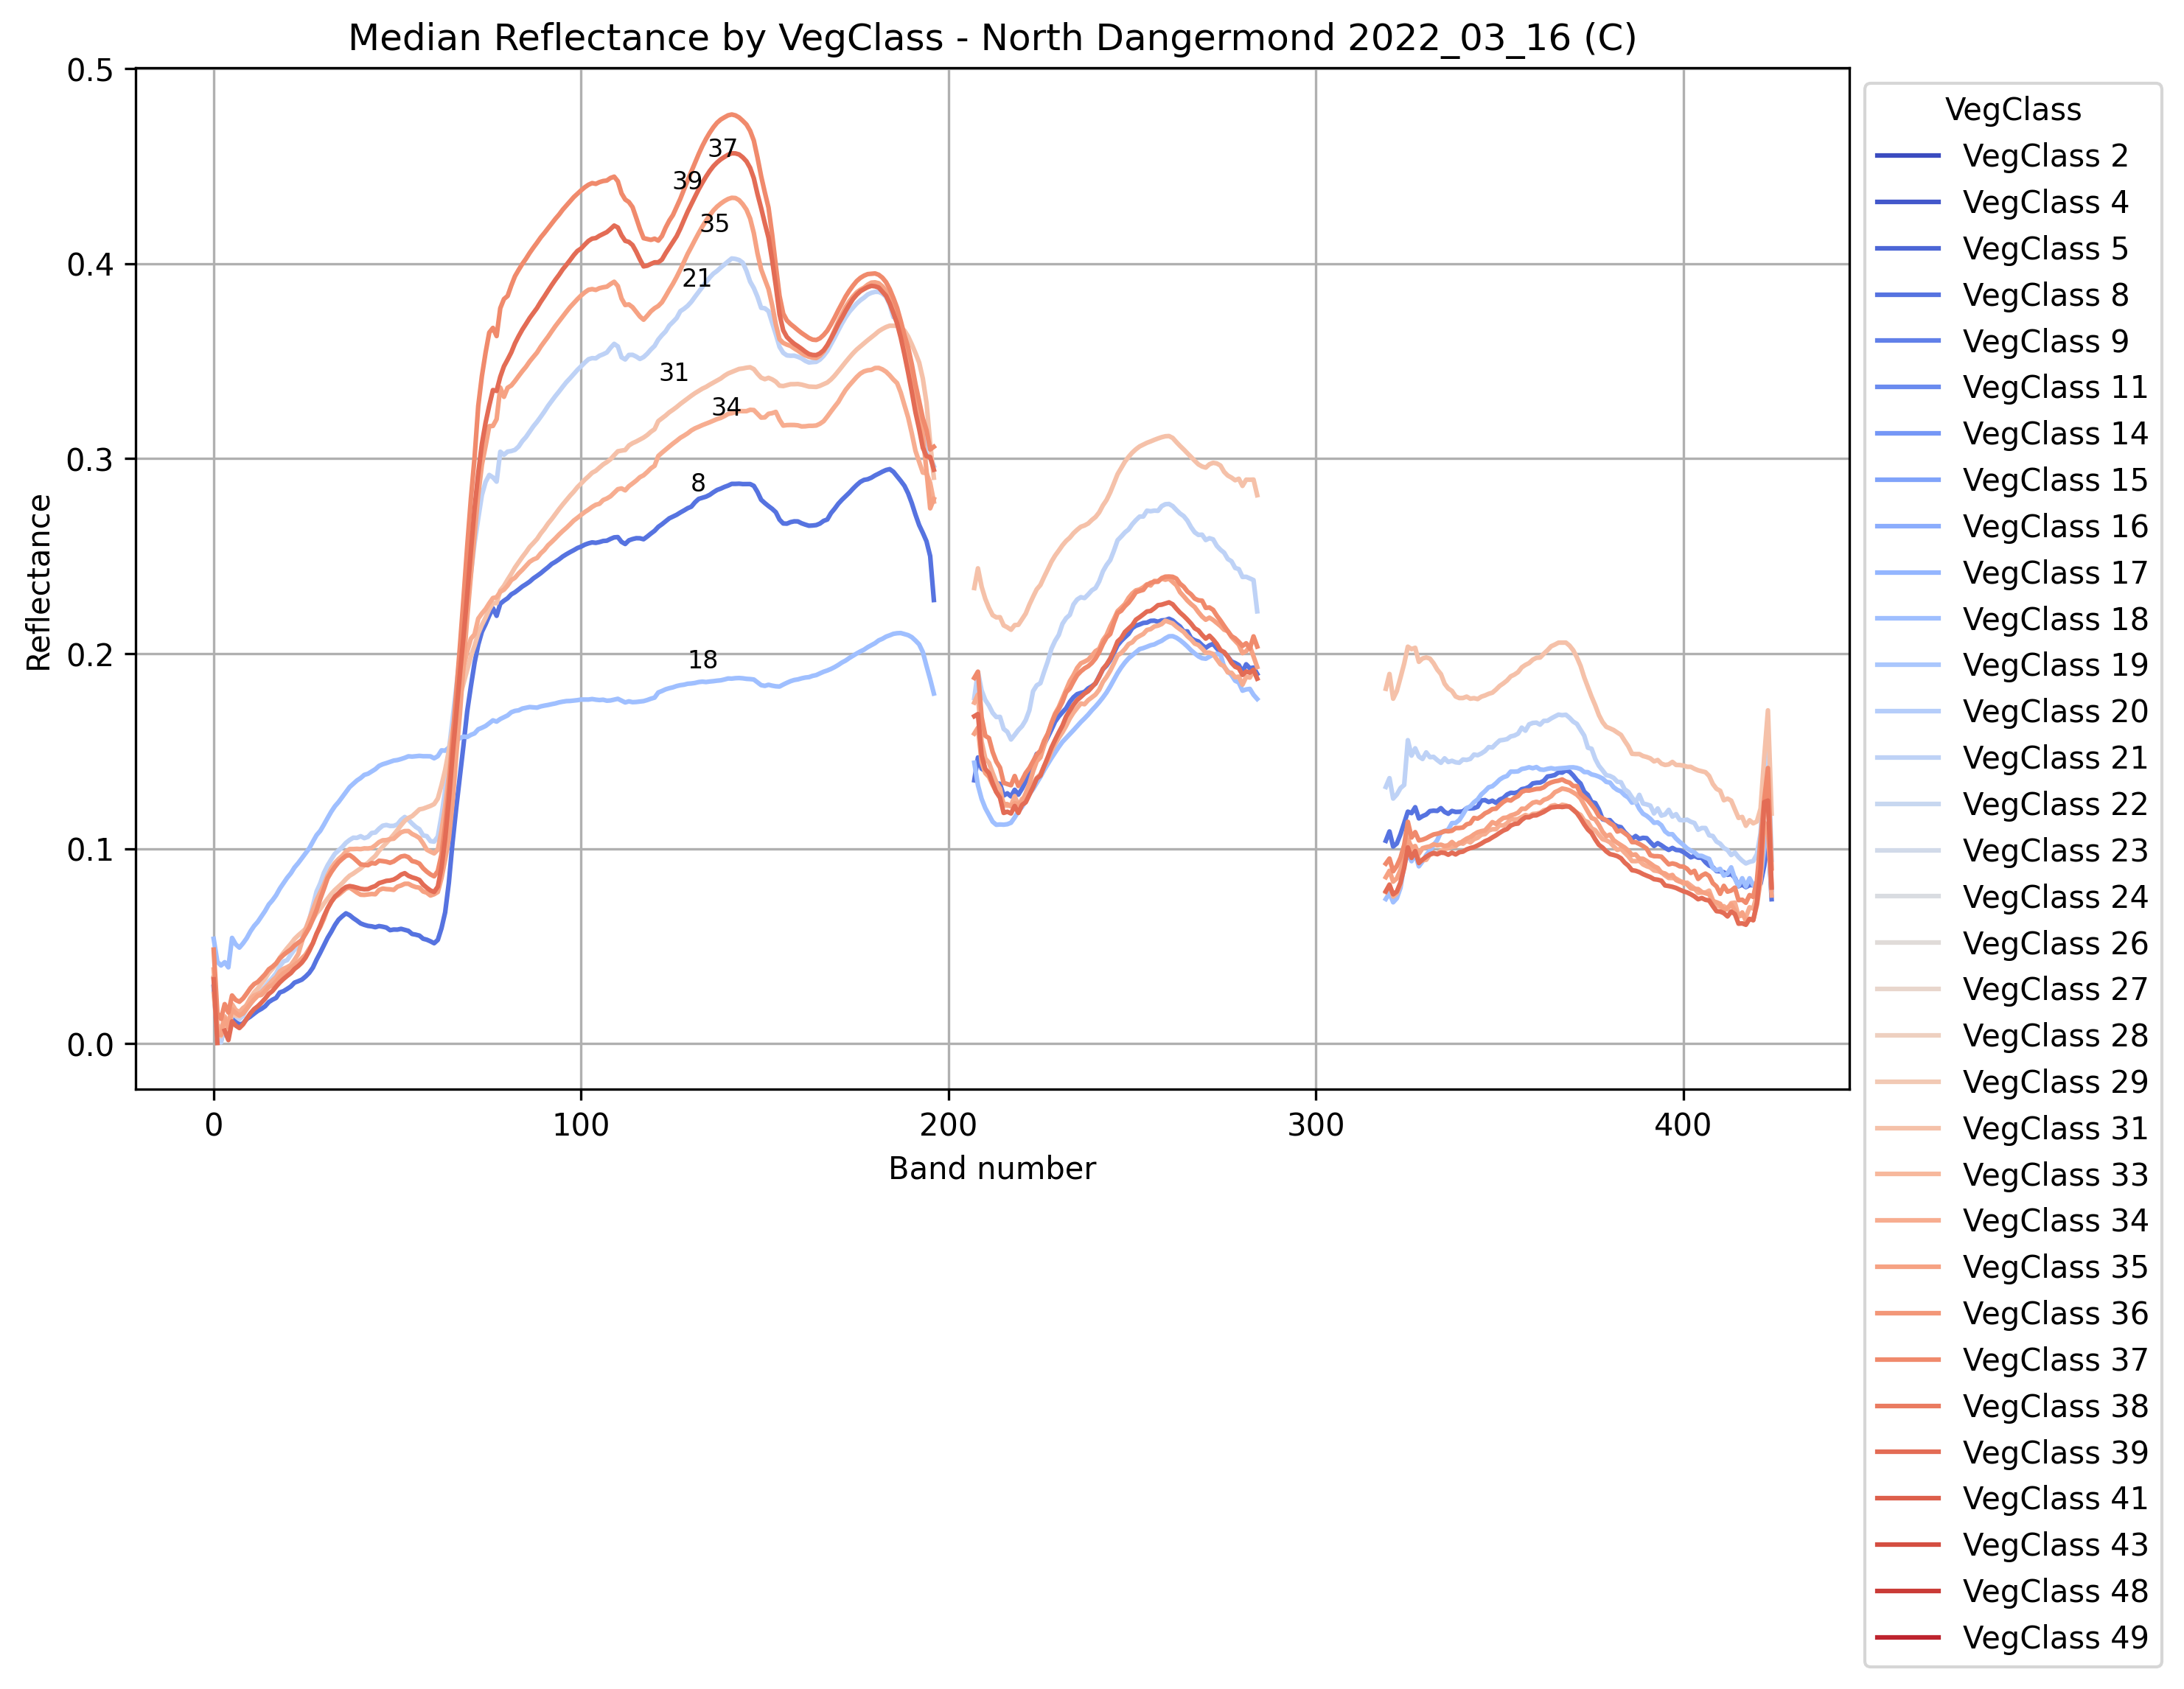 Median Reflectance by VegClass - North Dangermond 2022_03_16 (C)
0.5
0.4
0.3
0.2
0.1
0.0
Reflectance
37
39
35
21
31
34
8
18
0
100
200
300
400
Band number
VegClass
VegClass 2
VegClass 4
VegClass 5
VegClass 8
VegClass 9
VegClass 11
VegClass 14
VegClass 15
VegClass 16
VegClass 17
VegClass 18
VegClass 19
VegClass 20
VegClass 21
VegClass 22
VegClass 23
VegClass 24
VegClass 26
VegClass 27
VegClass 28
VegClass 29
VegClass 31
VegClass 33
VegClass 34
VegClass 35
VegClass 36
VegClass 37
VegClass 38
VegClass 39
VegClass 41
VegClass 43
VegClass 48
VegClass 49